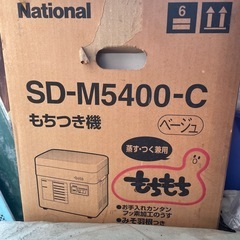 National
6
SD-M5400-C
もちつき機
ベージュ
蒸す・つく兼用
もちもち
●お手入れカンタン
フッ素加工のうす
●みそ羽根つき